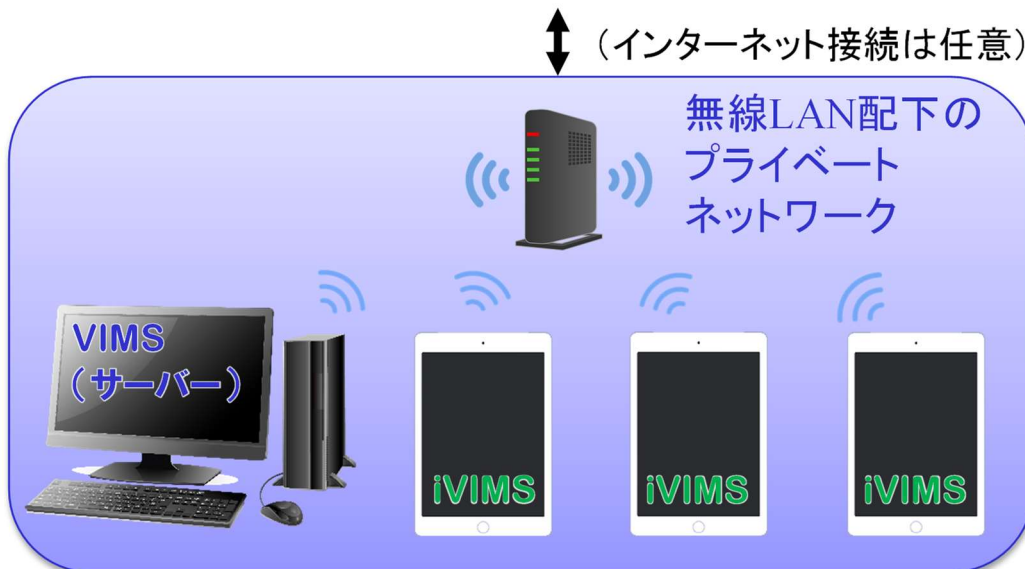 （インターネット接続は任意）
無線LAN配下の
プライベート
ネットワーク
VIMS
（サーバー）
iVIMS
iVIMS
iVIMS